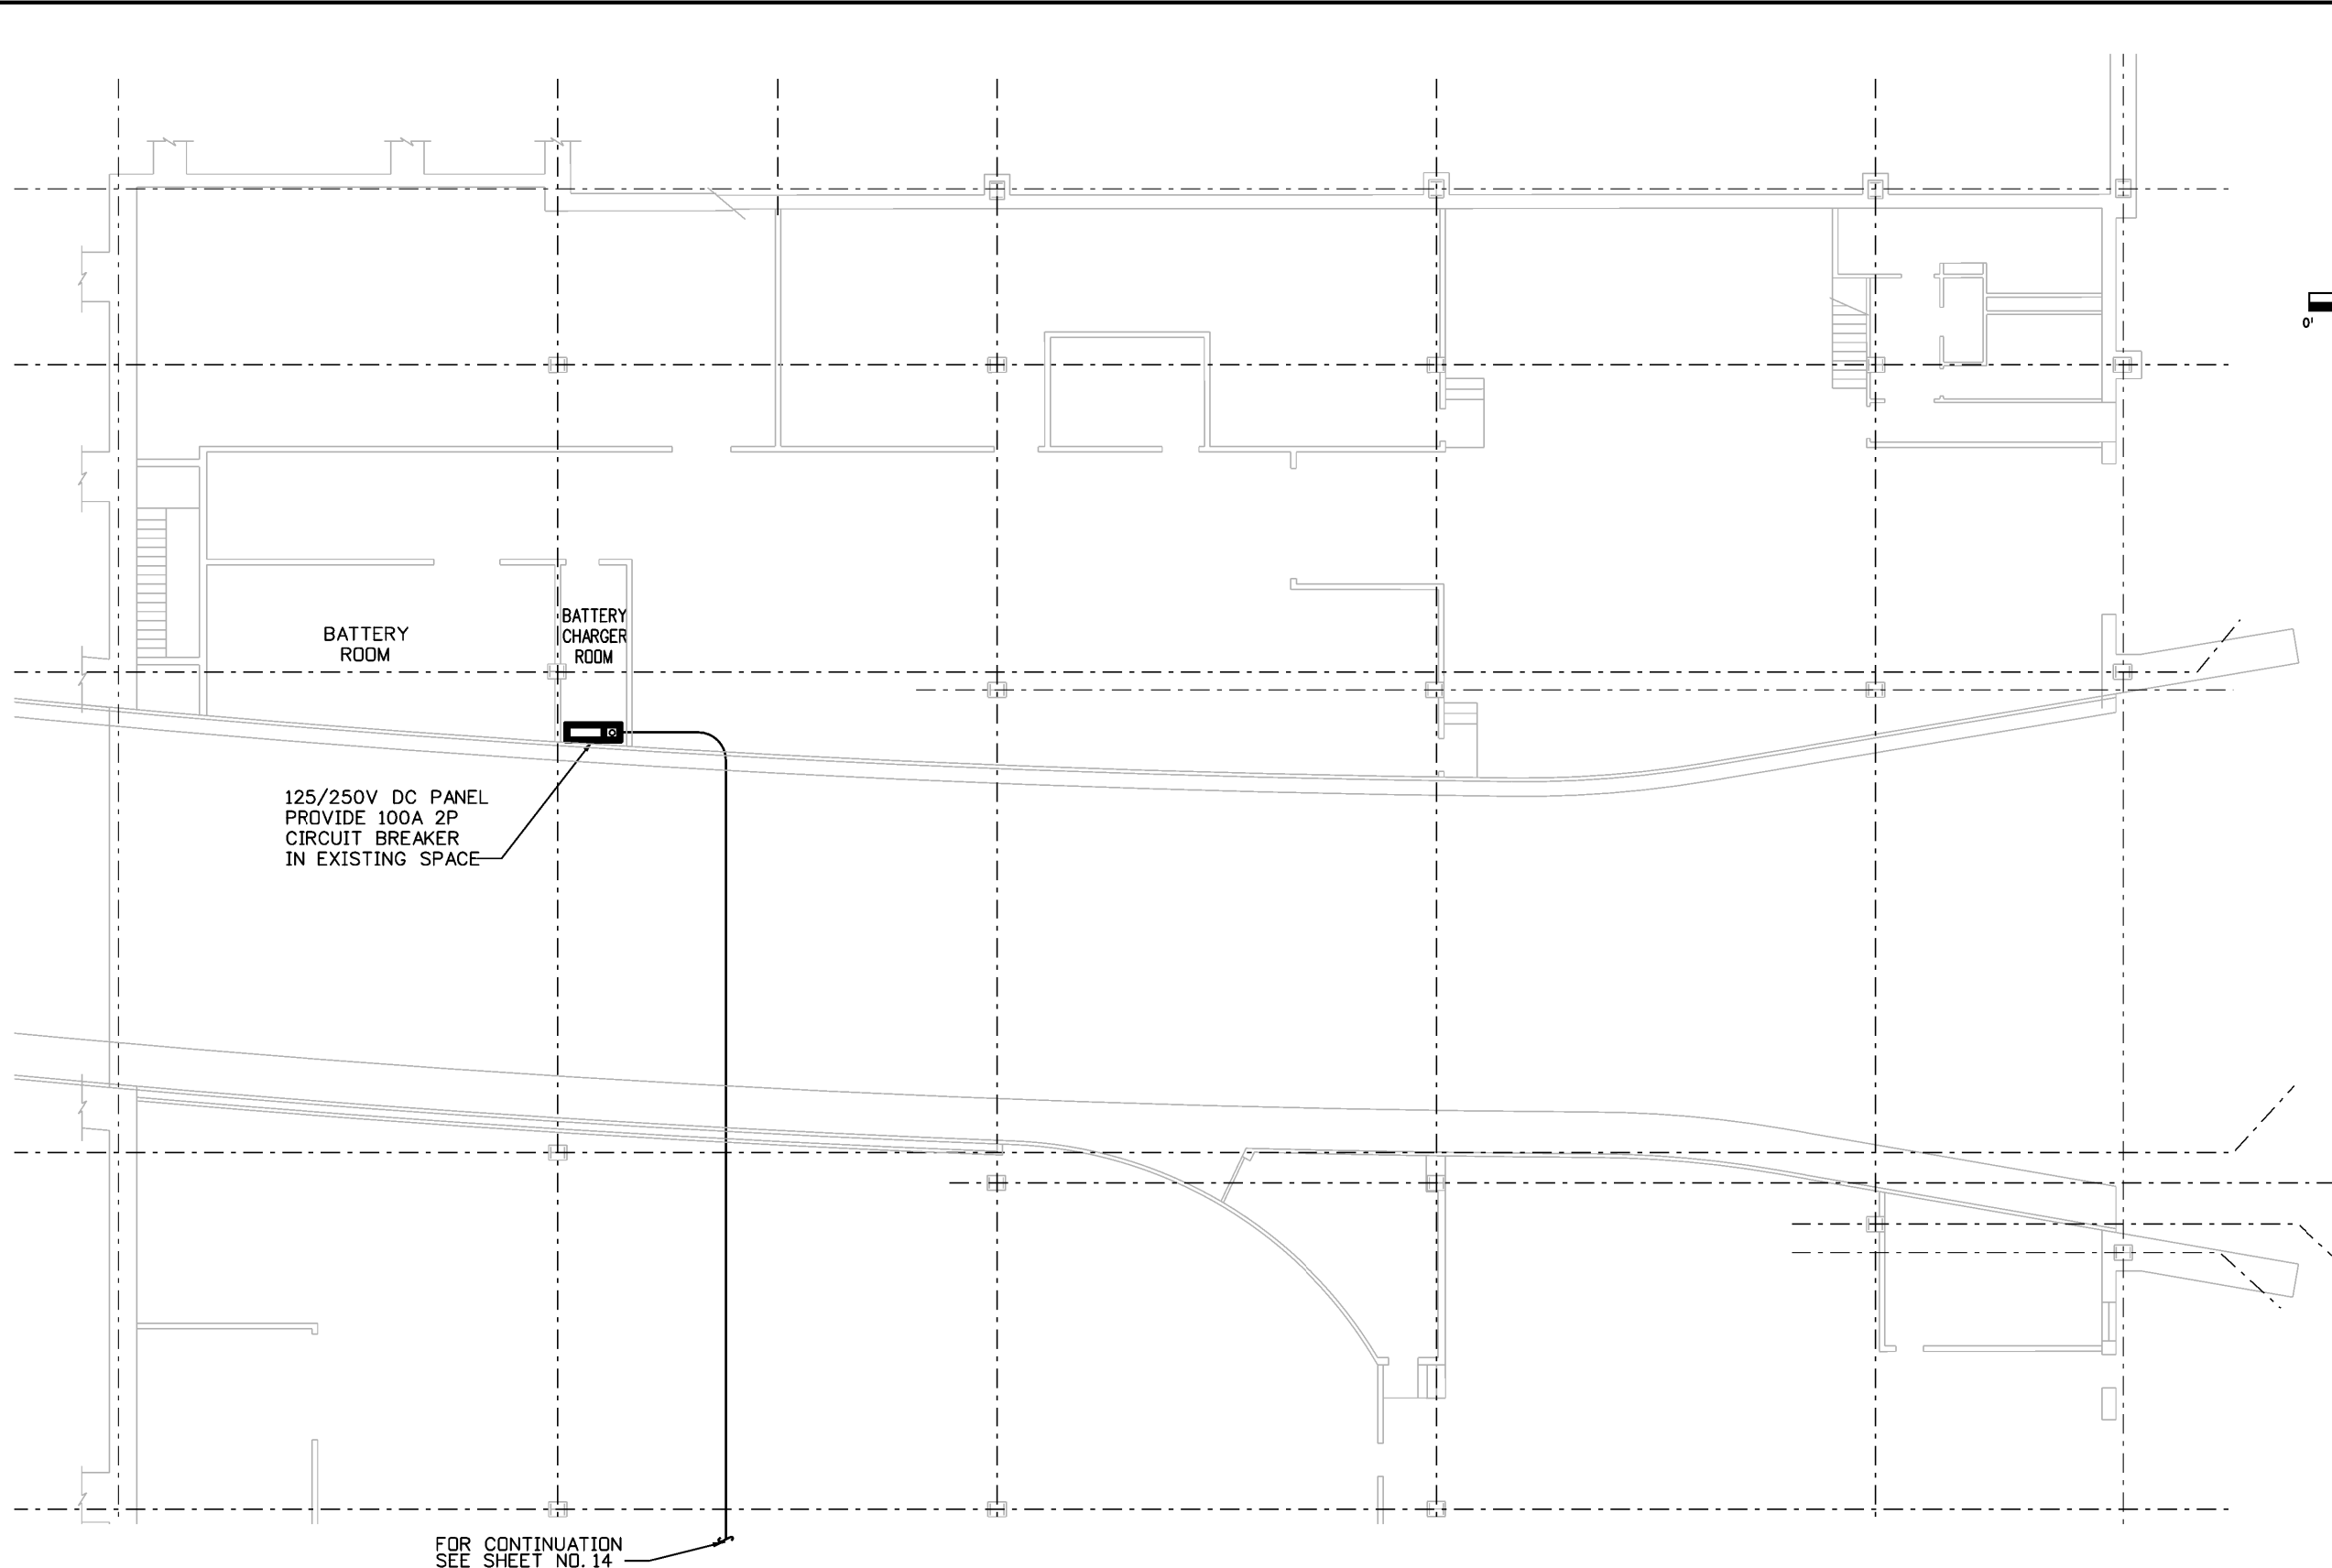 0'
BATTERY
ROOM
BATTERY
CHARGER
ROOM
125/250V DC PANEL
PROVIDE 100A 2P
CIRCUIT BREAKER
IN EXISTING SPACE
FOR CONTINUATION
SEE SHEET NO. 14